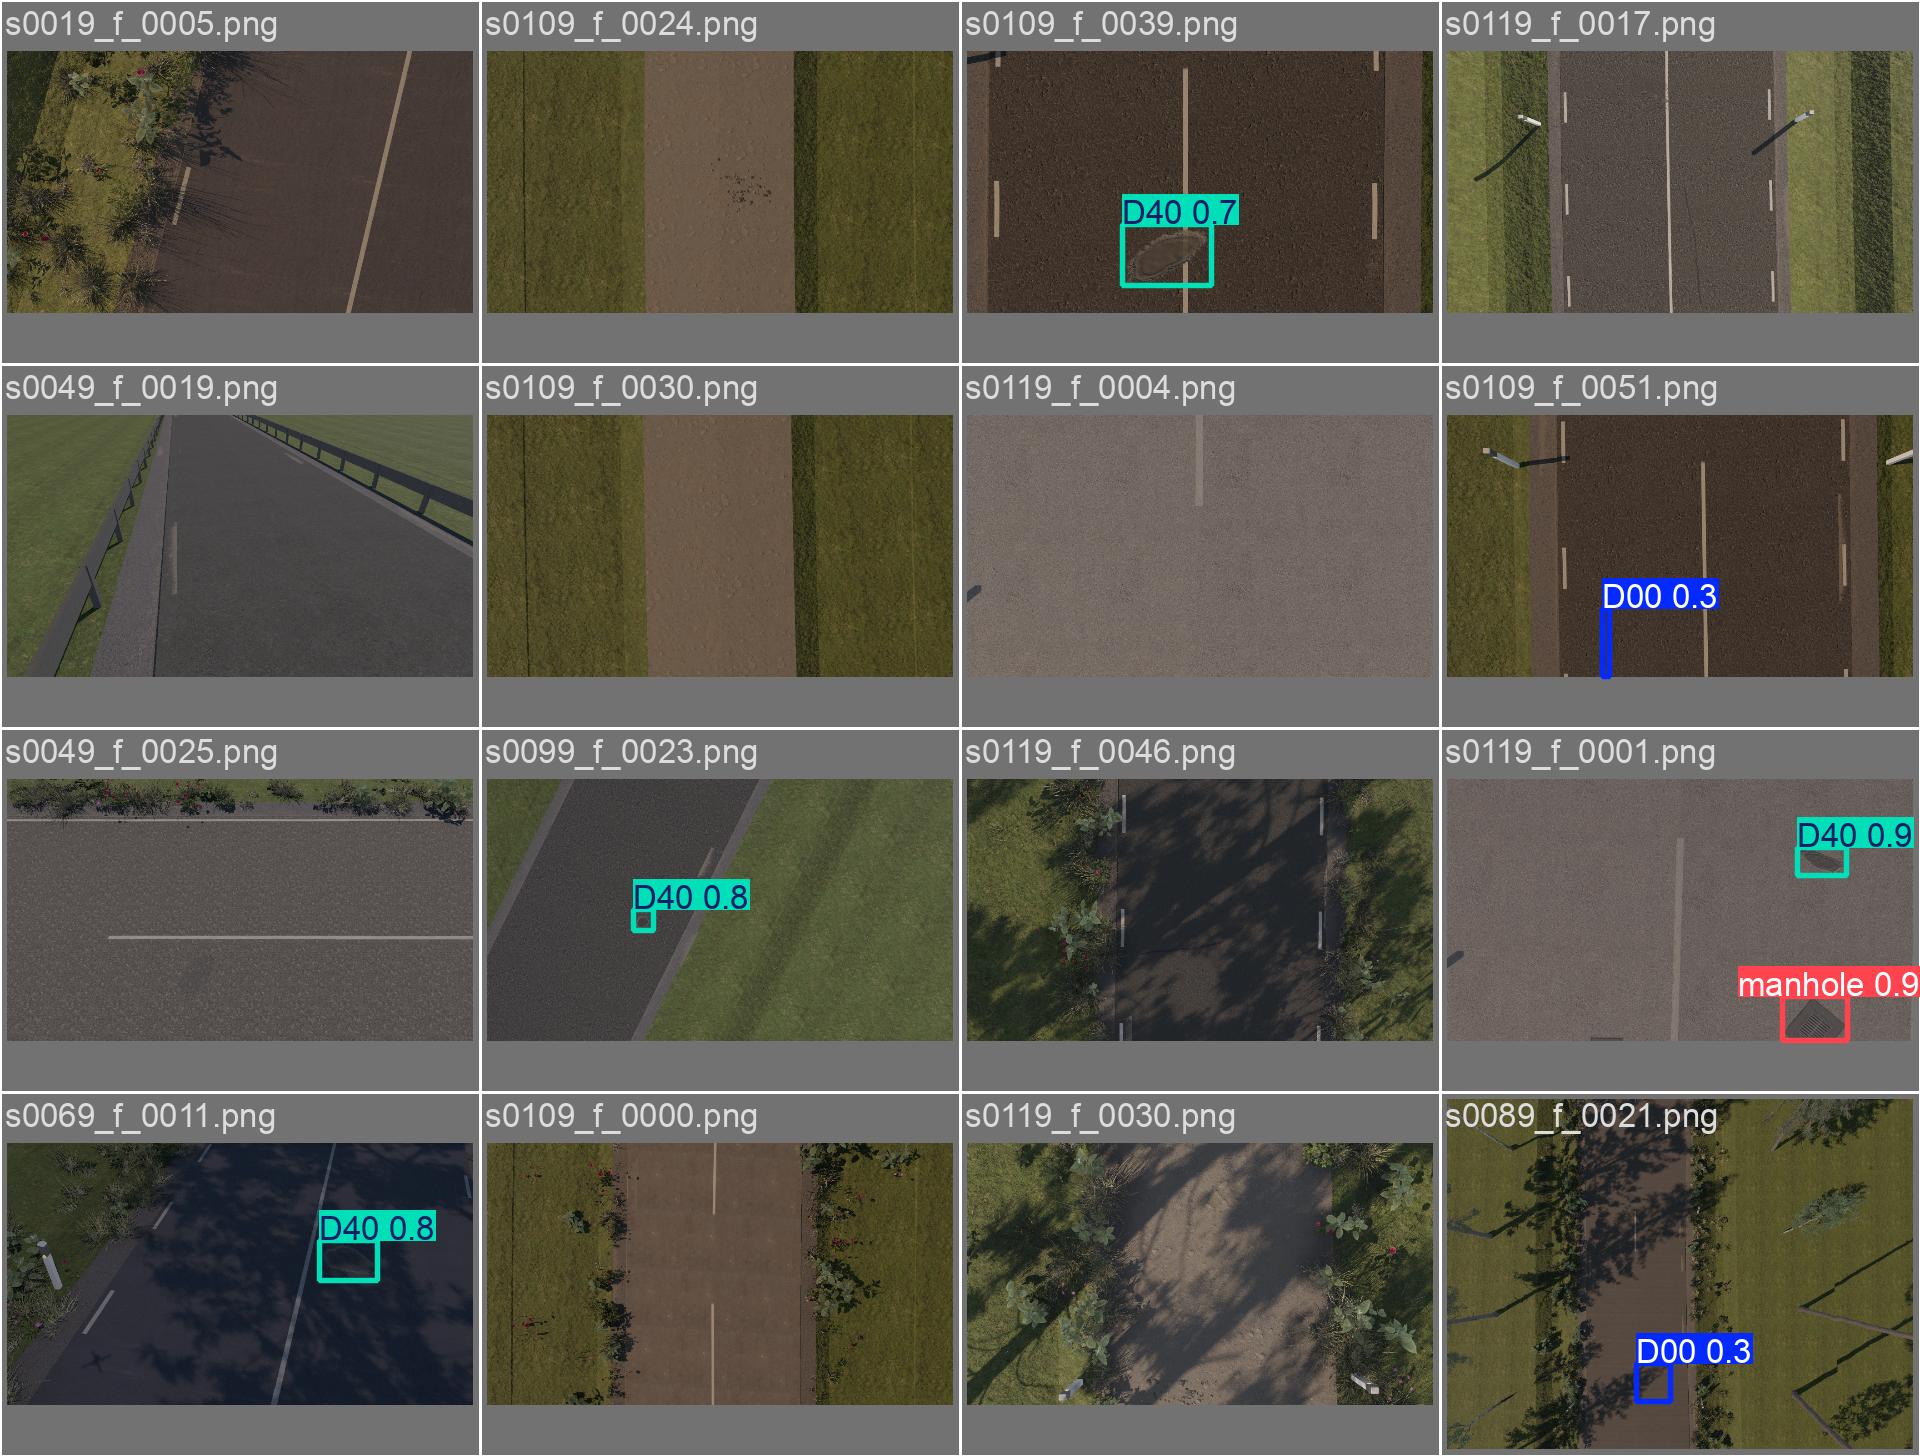 s0019_f_0005.png
s0109_f_0024.png
s0109_f_0039.png
D40 0.7
s0119_f_0017.png
s0049_f_0019.png
s0109_f_0030.png
s0119_f_0004.png
s0109_f_0051.png
D00 0.3
s0049_f_0025.png
s0099_f_0023.png
D40 0.8
s0119_f_0046.png
s0119_f_0001.png
D40 0.9
manhole 0.9
s0069_f_0011.png
D40 0.8
s0109_f_0000.png
s0119_f_0030.png
s0089_f_0021.png
D00 0.3